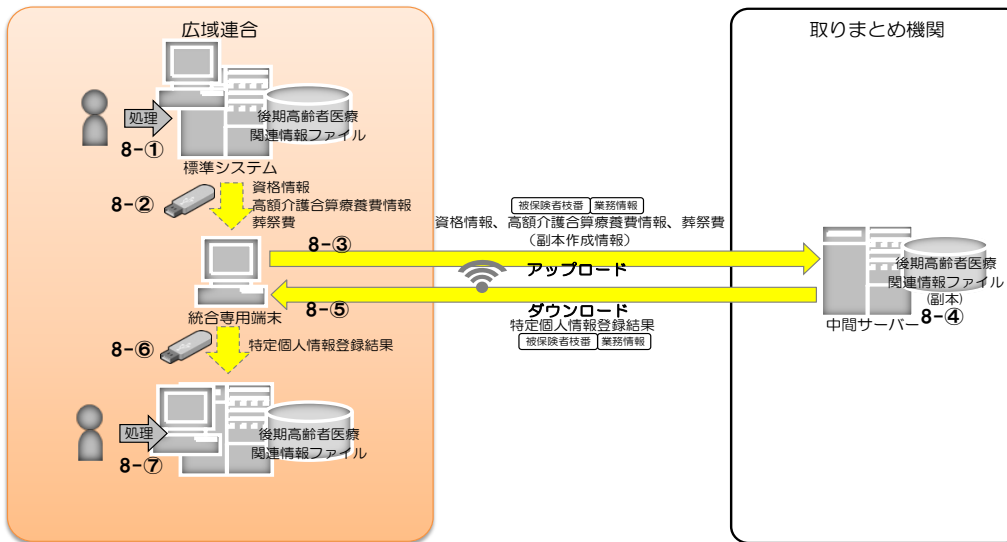 広域連合
取りまとめ機関
処理
8-①
後期高齢者医療
関連情報ファイル
標準システム
8-②
資格情報
高額介護合算療養費情報
葬祭費
被保険者枝番 業務情報
資格情報、高額介護合算療養費情報、葬祭費
（副本作成情報）
8-③
アップロード
後期高齢者医療
関連情報ファイル
(副本)
8-④
中間サーバー
8-⑤
ダウンロード
統合専用端末
特定個人情報登録結果
被保険者枝番 業務情報
8-⑥
特定個人情報登録結果
処理
8-⑦
後期高齢者医療
関連情報ファイル